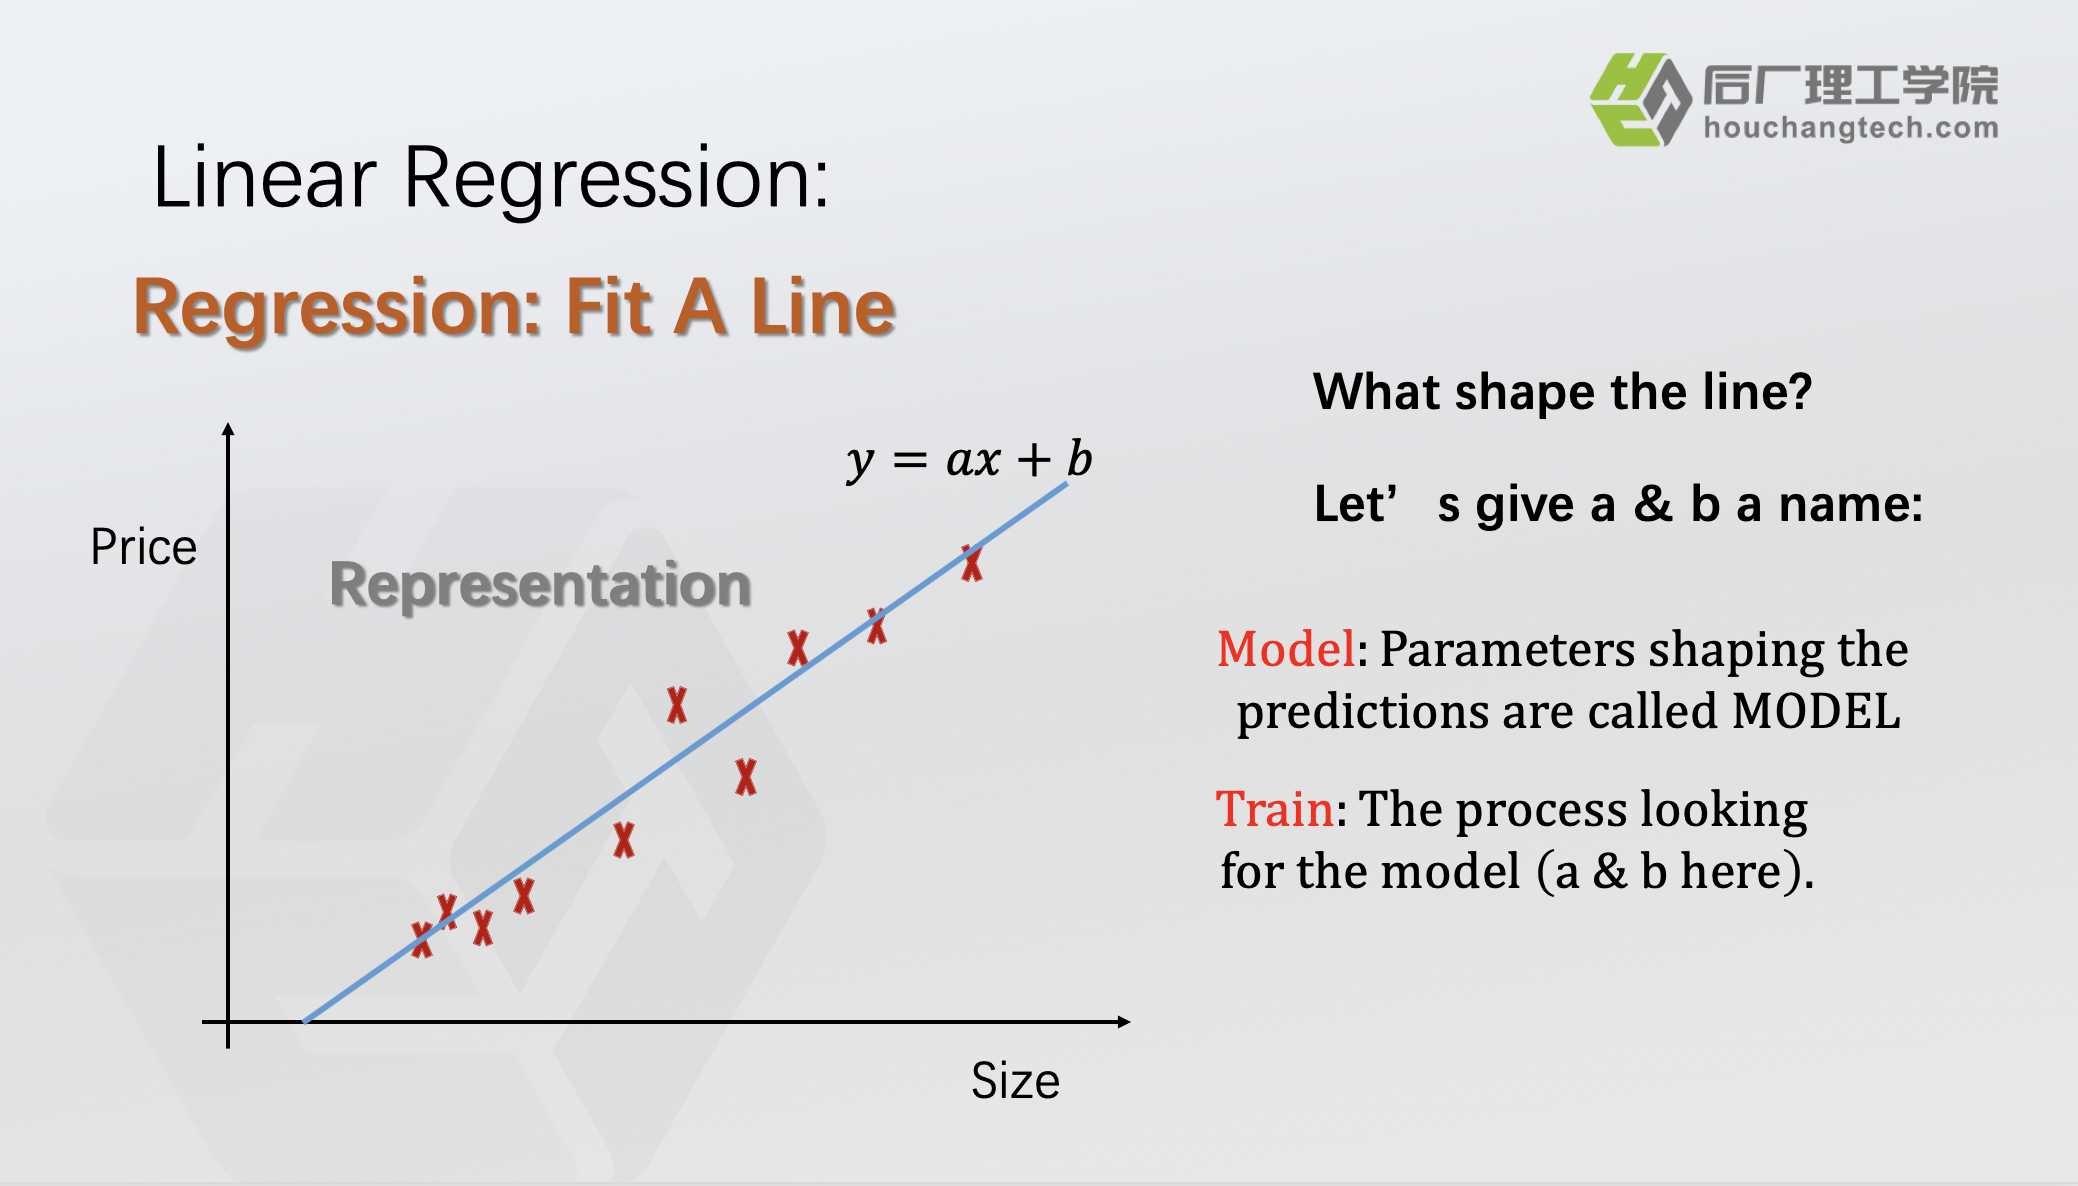 后厂理工学院
houchangtech.com
Linear Regression:
Regression: Fit A Line
What shape the line?
y = ax + b
Let’ s give a & b a name:
Price
Representation
Model: Parameters shaping the
predictions are called MODEL
Train: The process looking
for the model (a & b here).
Size